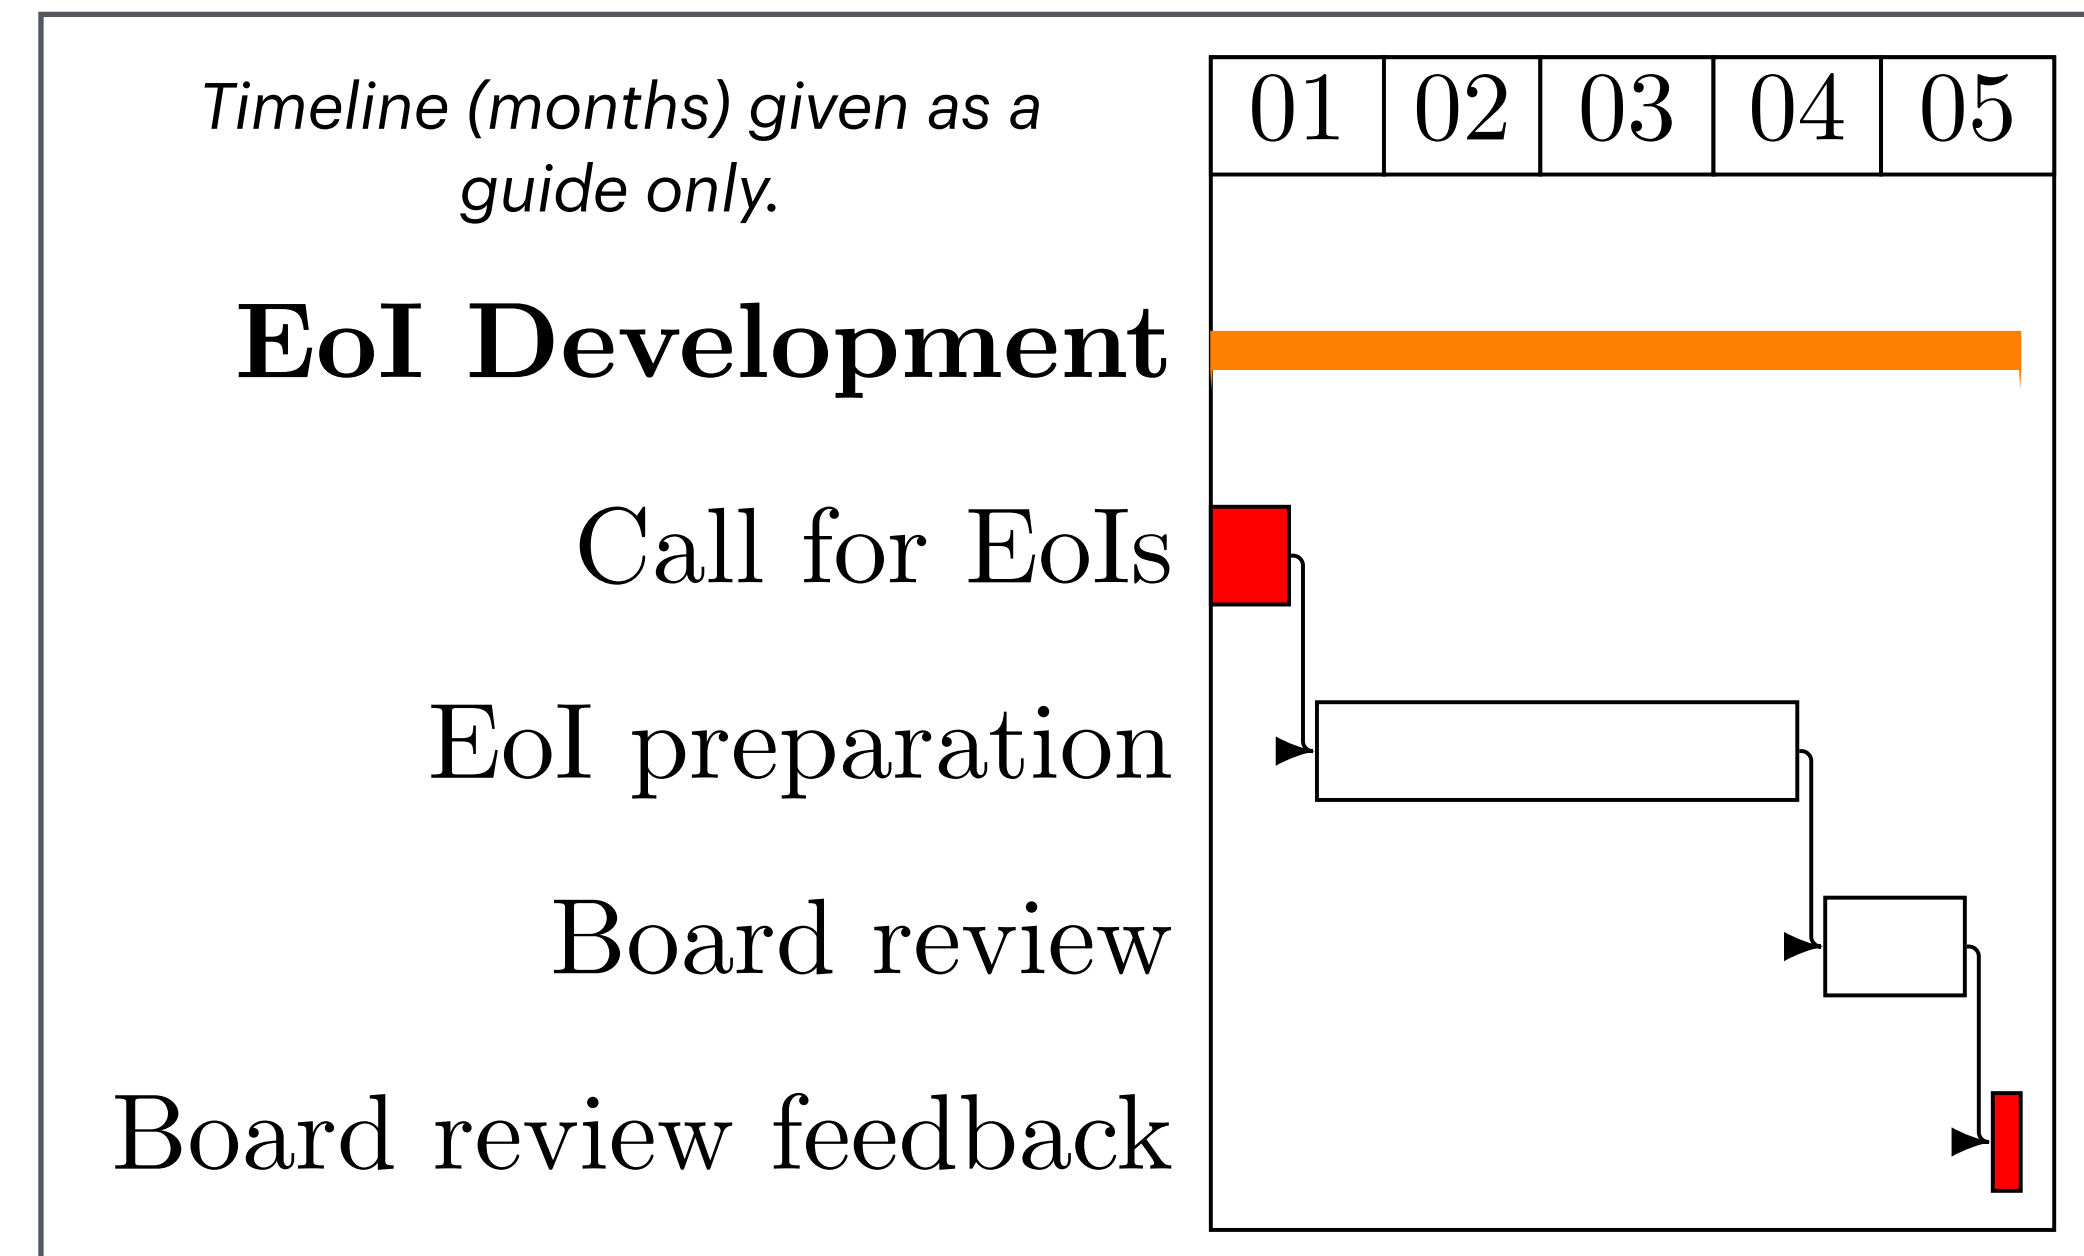 Timeline (months) given as a
guide only.
01 02 03 04 05
EoI Development
Call for EoIs
EoI preparation
Board review
Board review feedback